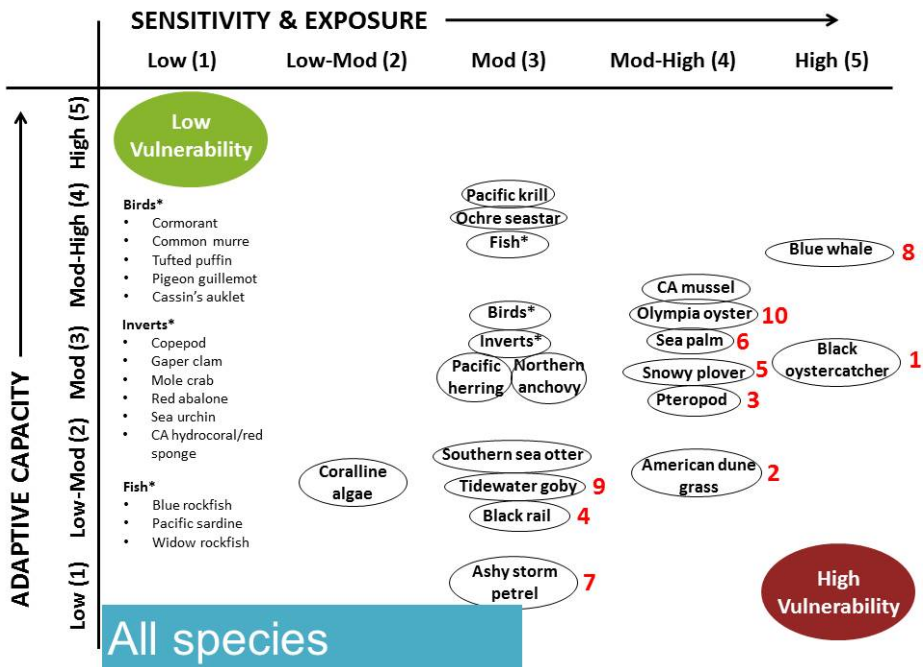 SENSITIVITY & EXPOSURE
Low (1)
Low-Mod (2)
Mod (3)
Mod-High (4)
High (5)
ADAPTIVE CAPACITY
High (5)
Mod-High (4)
Mod (3)
Low-Mod (2)
Low (1)
Low
Vulnerability
Birds*
• Cormorant
• Common murre
• Tufted puffin
• Pigeon guillemot
• Cassin's auklet
Inverts*
• Copepod
• Gaper clam
• Mole crab
• Red abalone
• Sea urchin
• CA hydrocoral/red
sponge
Fish*
• Blue rockfish
• Pacific sardine
• Widow rockfish
Coralline
algae
Pacific krill
Ochre seastar
Fish*
Birds*
Inverts*
Pacific
herring
Northern
anchovy
Southern sea otter
Tidewater goby 9
Black rail 4
Ashy storm
petrel
7
CA mussel
Olympia oyster 10
Sea palm 6
Snowy plover 5
Pteropod 3
American dune
grass
2
Blue whale 8
Black
oystercatcher
1
High
Vulnerability
All species